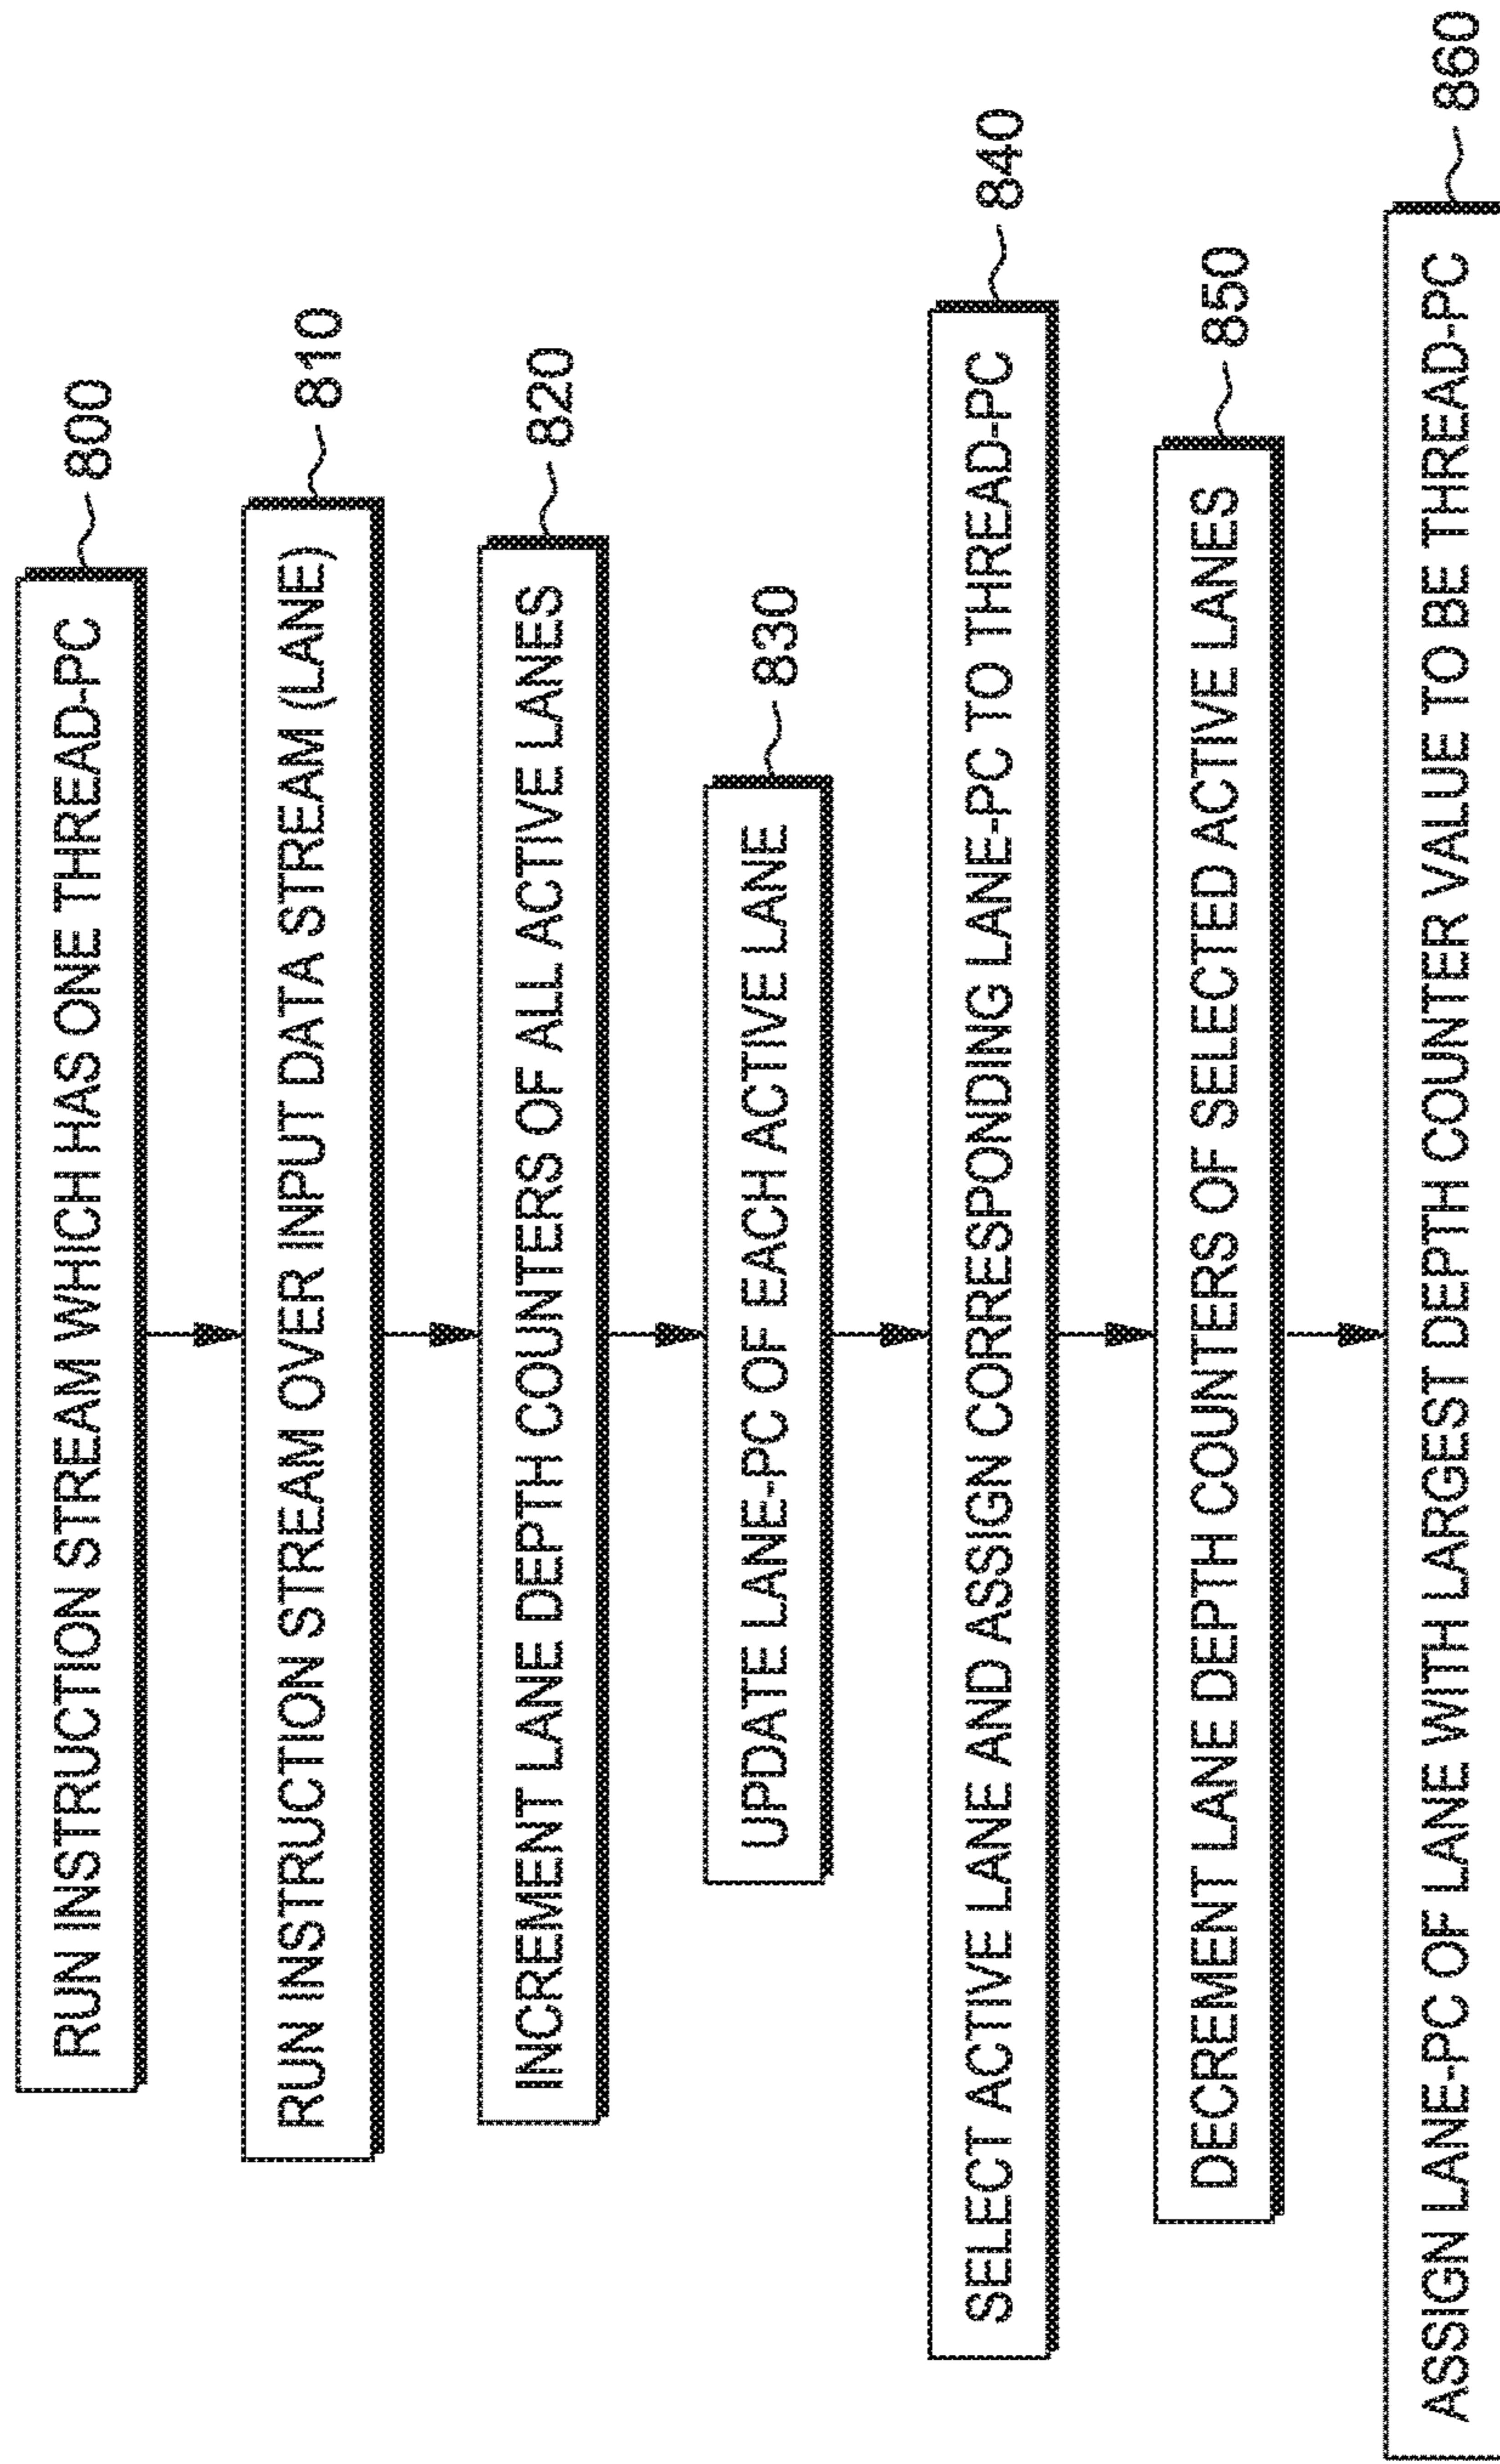 RUN INSTRUCTION STREAM WHICH HAS ONE THREAD-PC
800
RUN INSTRUCTION STREAM OVER INPUT DATA STREAM (LANE)
810
INCREMENT LANE DEPTH COUNTERS OF ALL ACTIVE LANES
820
UPDATE LANE-PC OF EACH ACTIVE LANE
830
SELECT ACTIVE LANE AND ASSIGN CORRESPONDING LANE-PC TO THREAD-PC
840
DECREMENT LANE DEPTH COUNTERS OF SELECTED ACTIVE LANES
850
ASSIGN LANE-PC OF LANE WITH LARGEST DEPTH COUNTER VALUE TO BE THREAD-PC
860